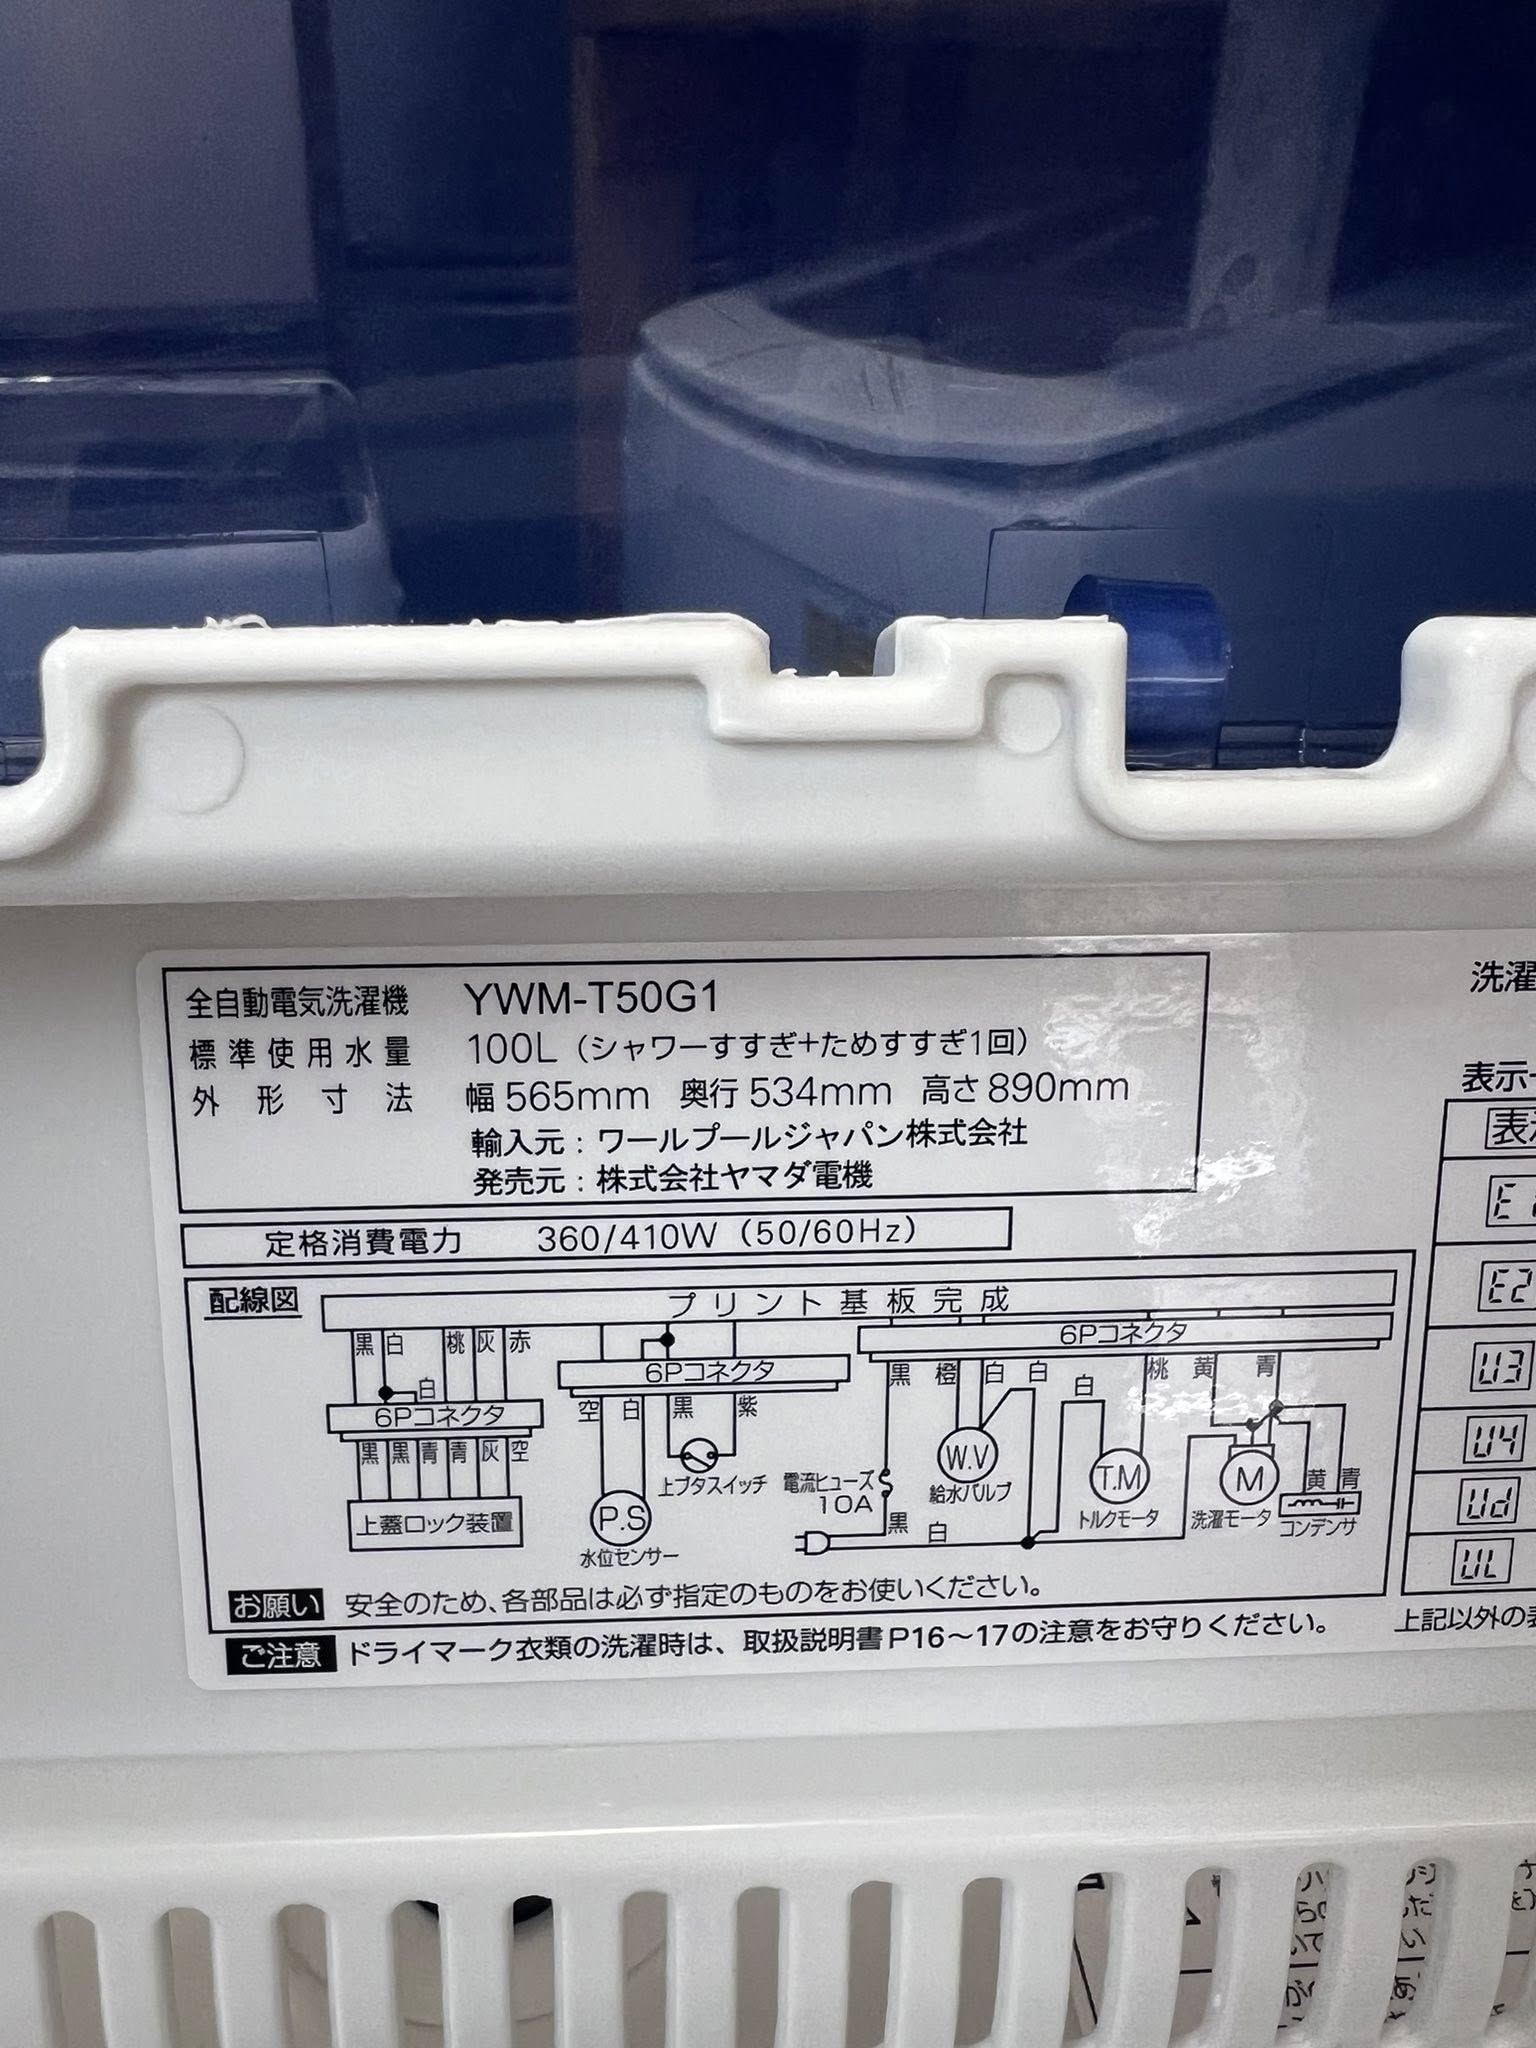 全自動電気洗濯機 YWM-T50G1
標準使用水量 100L（シャワーすすぎ+ためすすぎ1回）
外形寸法 幅565mm 奥行534mm 高さ890mm
輸入元：ワールプールジャパン株式会社
発売元：株式会社ヤマダ電機
定格消費電力 360/410W（50/60Hz）
配線図
プリント基板完成
黒 白 桃 灰 赤
白
6Pコネクタ
黒 黒 青 青 灰 空
上蓋ロック装置
6Pコネクタ
空 白 黒 紫
P.S
水位センサー
上ブタスイッチ
6Pコネクタ
黒 橙 白 白 白 桃 黄 青
電流ヒューズ
10A
黒 白
W.V
給水バルブ
T.M
トルクモータ
M
洗濯モータ
黄 青
コンデンサ
お願い 安全のため、各部品は必ず指定のものをお使いください。
ご注意 ドライマーク衣類の洗濯時は、取扱説明書P16～17の注意をお守りください。
洗濯
表示
表示
E2
U3
U4
Ud
UL
上記以外の